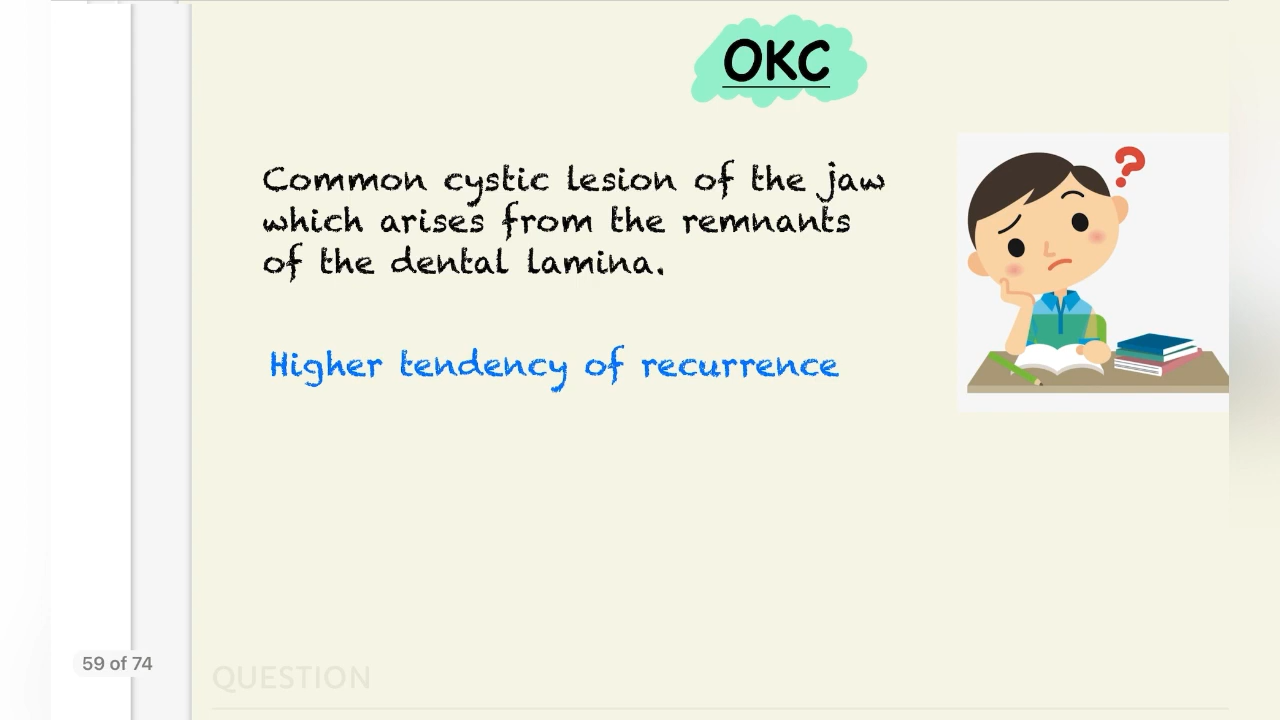 OKC
Common cystic lesion of the jaw
which arises from the remnants
of the dental lamina.
?
Higher tendency of recurrence
59 of 74
QUESTION